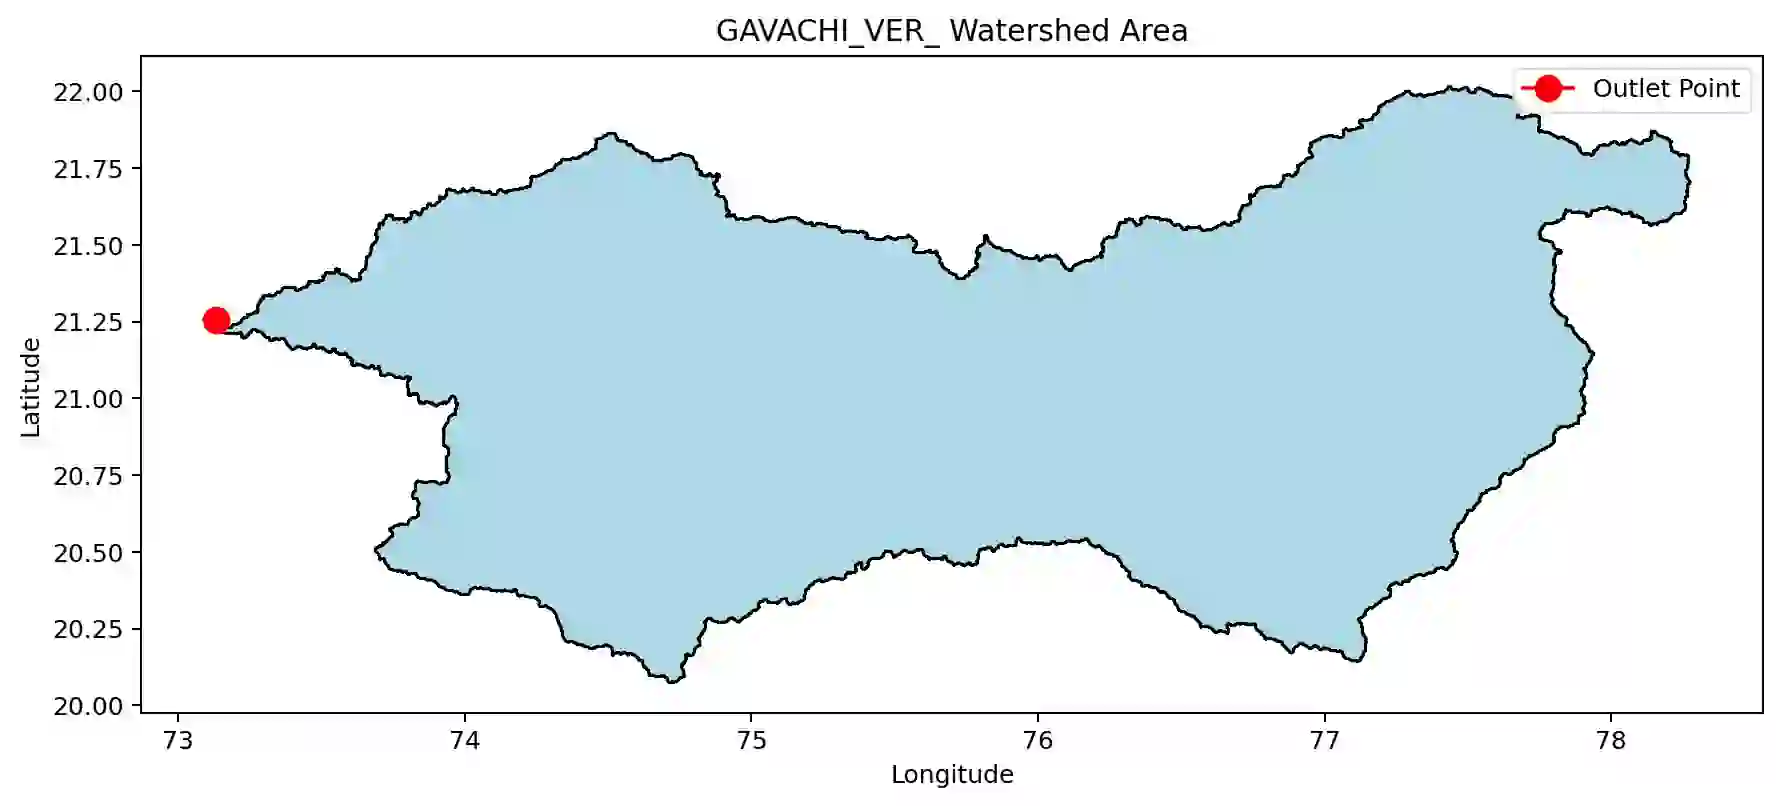 GAVACHI_VER_ Watershed Area
Outlet Point
22.00
21.75
21.50
21.25
21.00
20.75
20.50
20.25
20.00
Latitude
73 74 75 76 77 78
Longitude